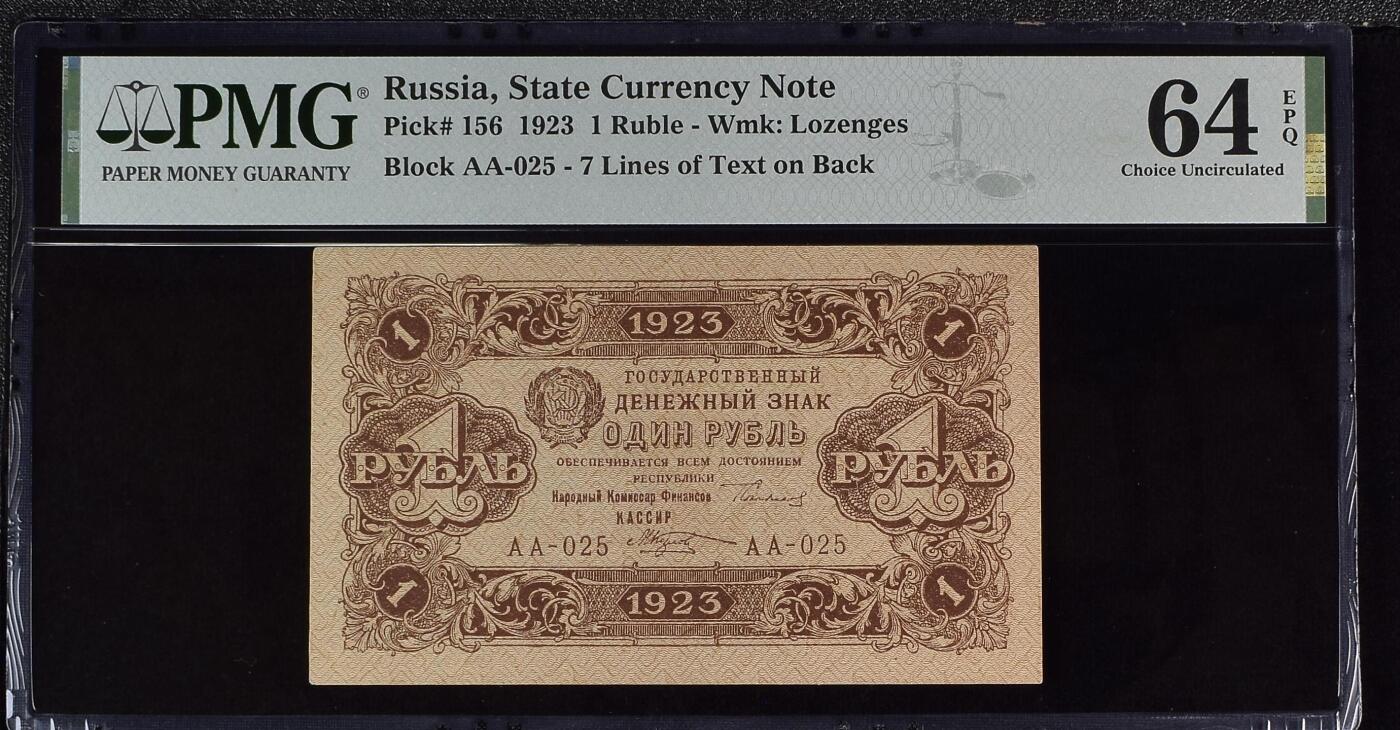 PMG®
PAPER MONEY GUARANTY
Russia, State Currency Note
Pick# 156 1923 1 Ruble - Wmk: Lozenges
Block AA-025 - 7 Lines of Text on Back
64
EPQ
Choice Uncirculated
1 1923 1
ГОСУДАРСТВЕННЫЙ
ДЕНЕЖНЫЙ ЗНАК
ОДИН РУБЛЬ
1 РУБЛЬ
1 РУБЛЬ
ОБЕСПЕЧИВАЕТСЯ ВСЕМ ДОСТОЯНИЕМ
РЕСПУБЛИКИ
Народный Комиссар Финансов
КАССИР
АА-025 АА-025
1 1923 1